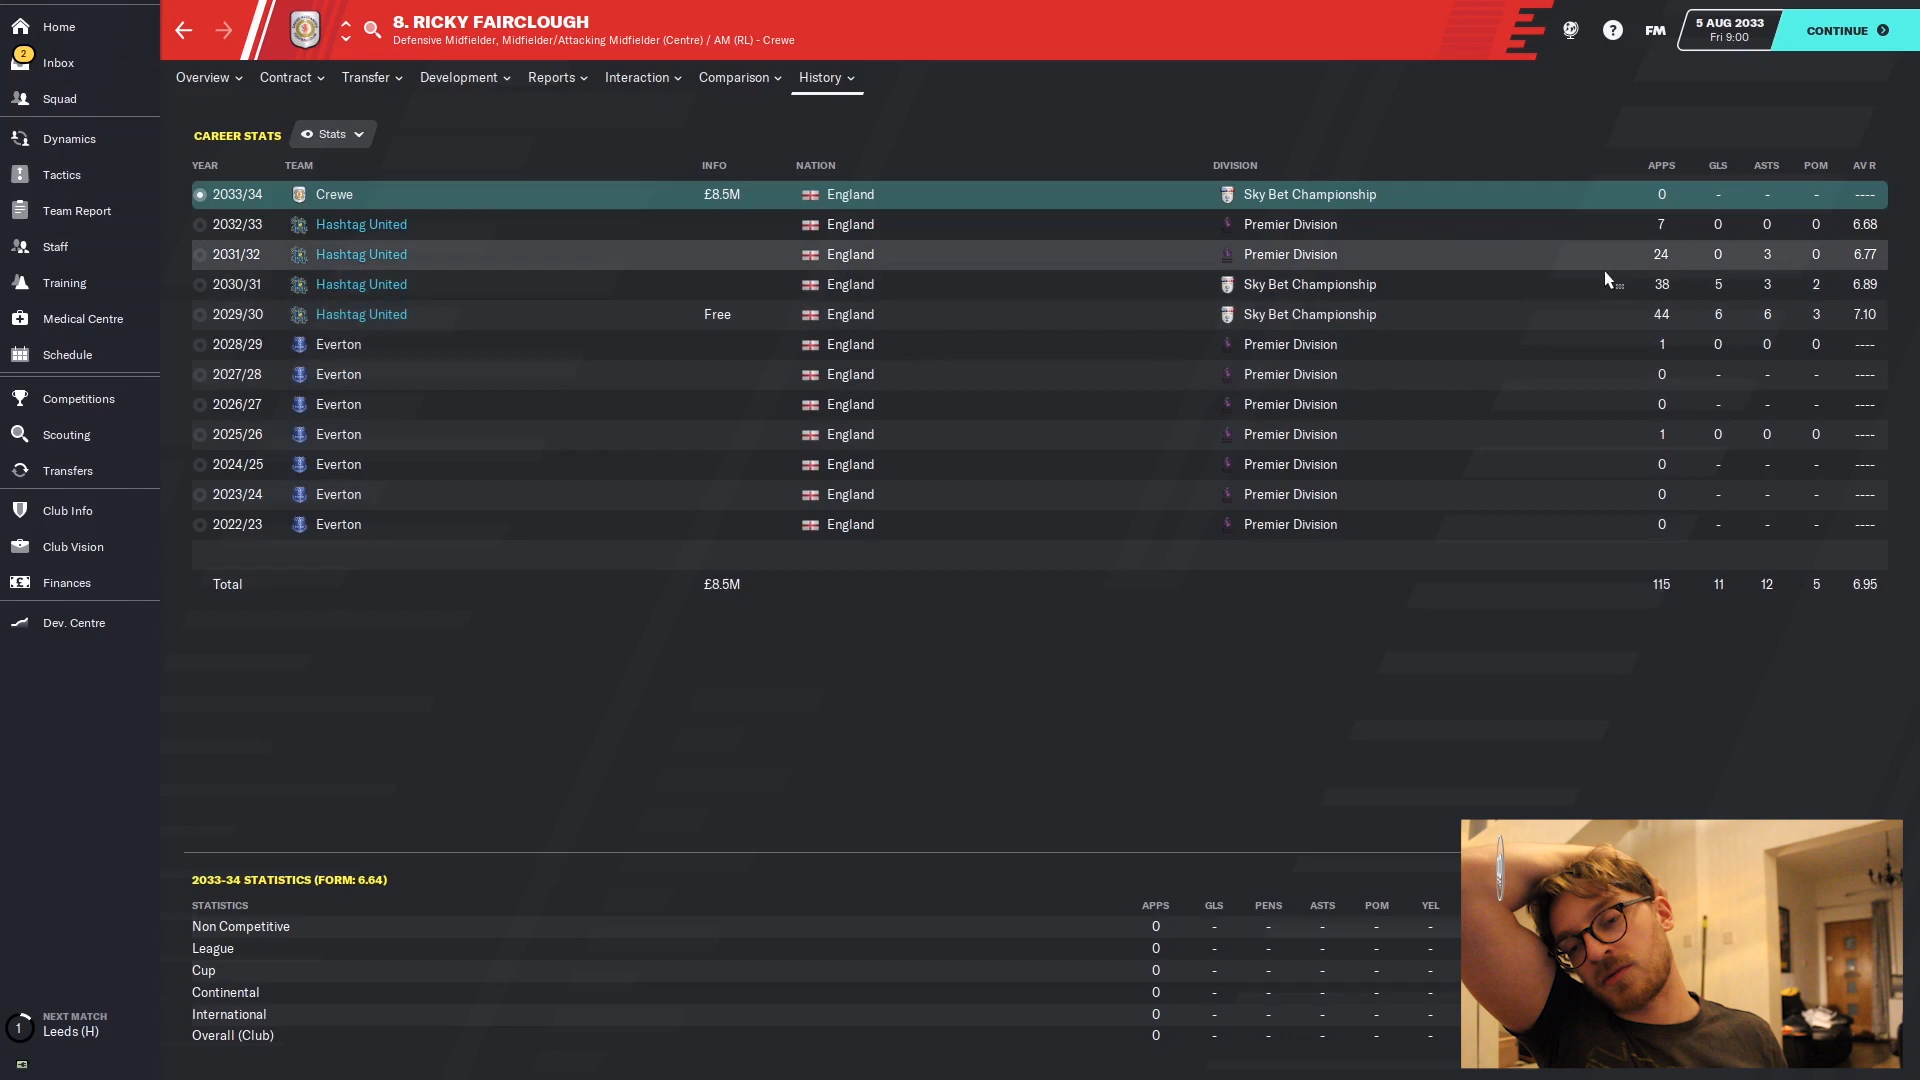 8. RICKY FAIRCLOUGH
Defensive Midfielder, Midfielder/Attacking Midfielder (Centre) / AM (RL) - Crewe
? FM 5 AUG 2033
Fri 9:00
CONTINUE
Home
2
Inbox
Squad
Dynamics
Tactics
Team Report
Staff
Training
Medical Centre
Schedule
Competitions
Scouting
Transfers
Club Info
Club Vision
Finances
Dev. Centre
1 NEXT MATCH
Leeds (H)
Overview Contract Transfer Development Reports Interaction Comparison History
CAREER STATS Stats
YEAR TEAM INFO NATION DIVISION APPS GLS ASTS POM AV R
2033/34 Crewe £8.5M England Sky Bet Championship 0 - - - ----
2032/33 Hashtag United England Premier Division 7 0 0 0 6.68
2031/32 Hashtag United England Premier Division 24 0 3 0 6.77
2030/31 Hashtag United England Sky Bet Championship 38 5 3 2 6.89
2029/30 Hashtag United Free England Sky Bet Championship 44 6 6 3 7.10
2028/29 Everton England Premier Division 1 0 0 0 ----
2027/28 Everton England Premier Division 0 - - - ----
2026/27 Everton England Premier Division 0 - - - ----
2025/26 Everton England Premier Division 1 0 0 0 ----
2024/25 Everton England Premier Division 0 - - - ----
2023/24 Everton England Premier Division 0 - - - ----
2022/23 Everton England Premier Division 0 - - - ----
Total £8.5M 115 11 12 5 6.95
2033-34 STATISTICS (FORM: 6.64)
STATISTICS APPS GLS PENS ASTS POM YEL
Non Competitive 0 - - - - -
League 0 - - - - -
Cup 0 - - - - -
Continental 0 - - - - -
International 0 - - - - -
Overall (Club) 0 - - - - -